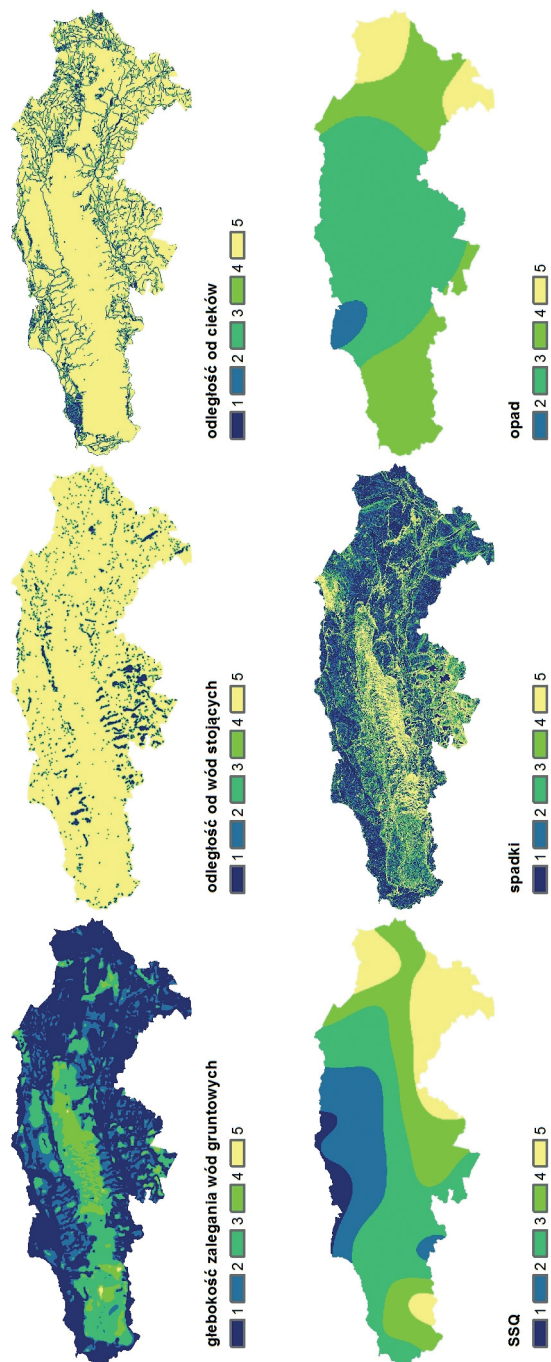 głebokość zalegania wód gruntowych
1 2 3 4 5
odległość od wód stojących
1 2 3 4 5
odległość od cieków
1 2 3 4 5
SSQ
1 2 3 4 5
spadki
1 2 3 4 5
opad
2 3 4 5